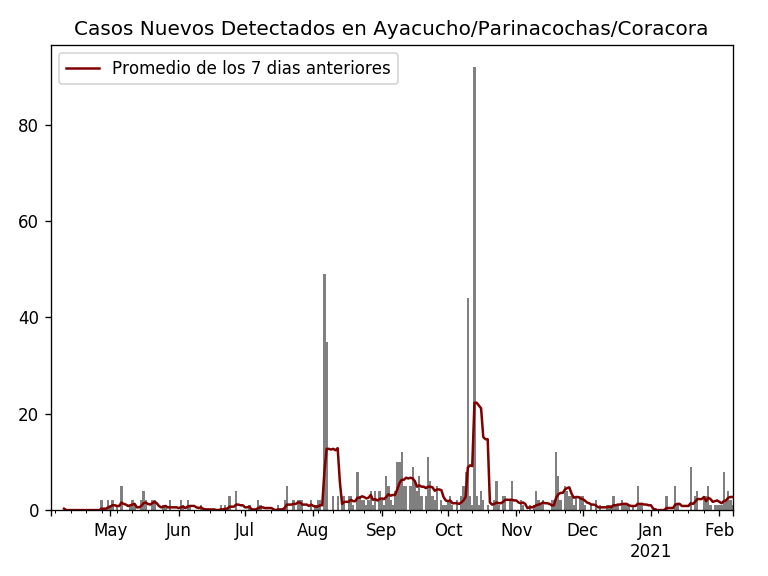 Casos Nuevos Detectados en Ayacucho/Parinacochas/Coracora
Promedio de los 7 dias anteriores
80
60
40
20
0
May Jun Jul Aug Sep Oct Nov Dec Jan Feb
2021